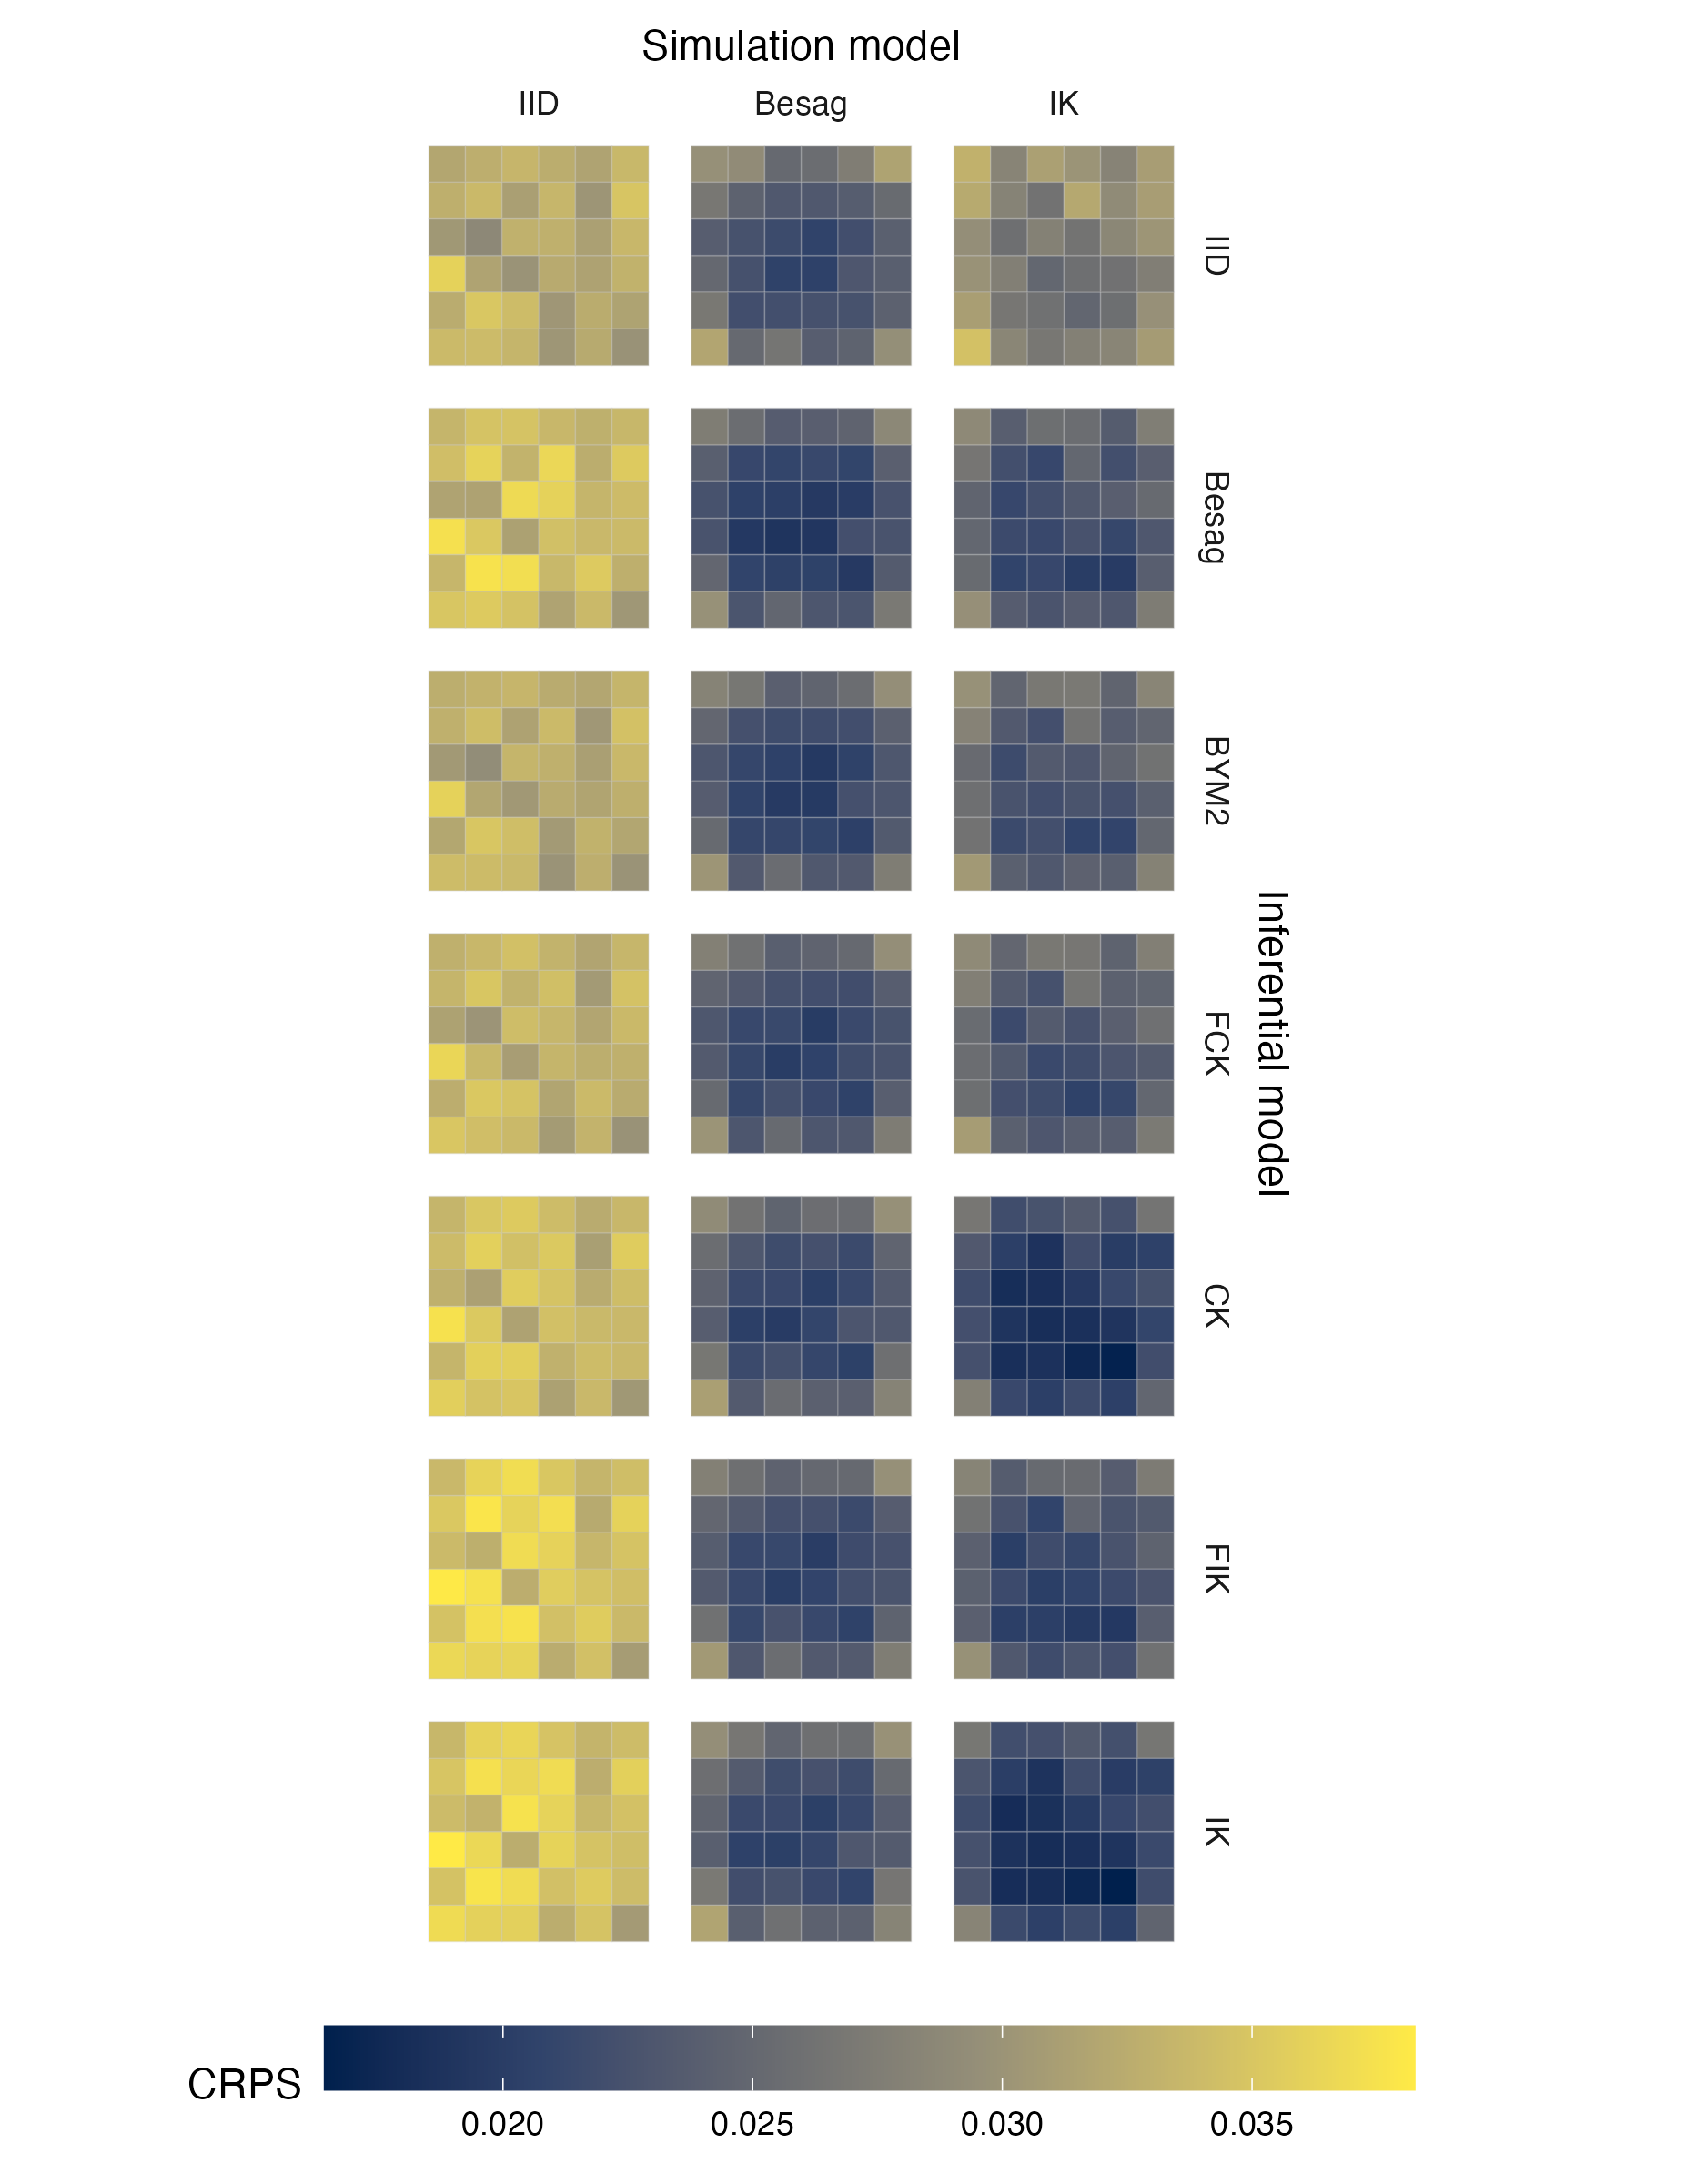 Simulation model
IID Besag IK
IID
Besag
BYM2
FCK
CK
FIK
IK
Inferential model
CRPS
0.020 0.025 0.030 0.035